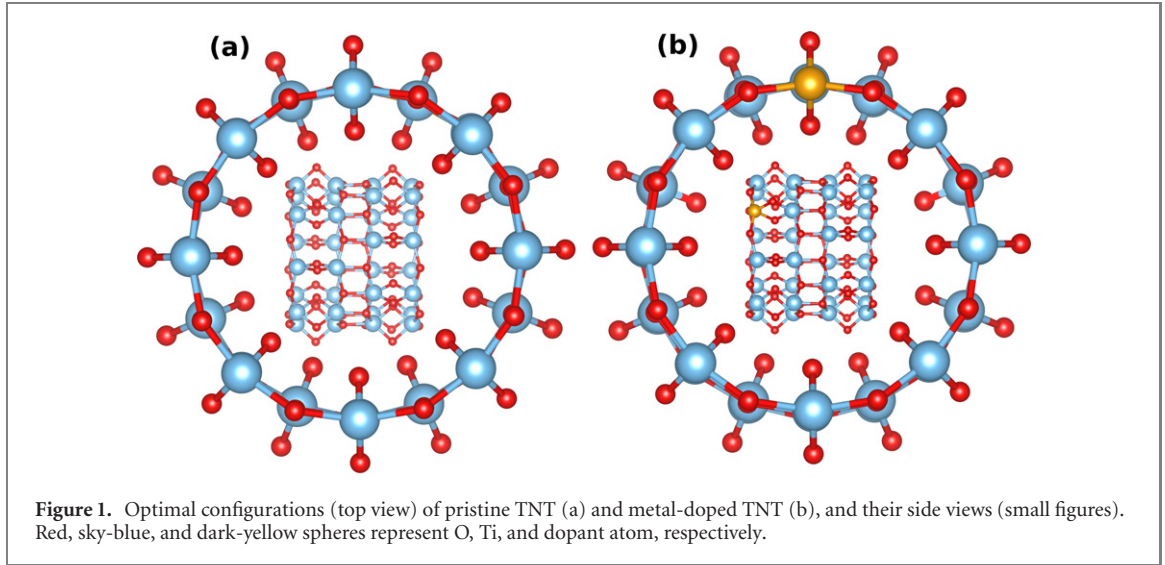 (a)
(b)
Figure 1. Optimal configurations (top view) of pristine TNT (a) and metal-doped TNT (b), and their side views (small figures).
Red, sky-blue, and dark-yellow spheres represent O, Ti, and dopant atom, respectively.